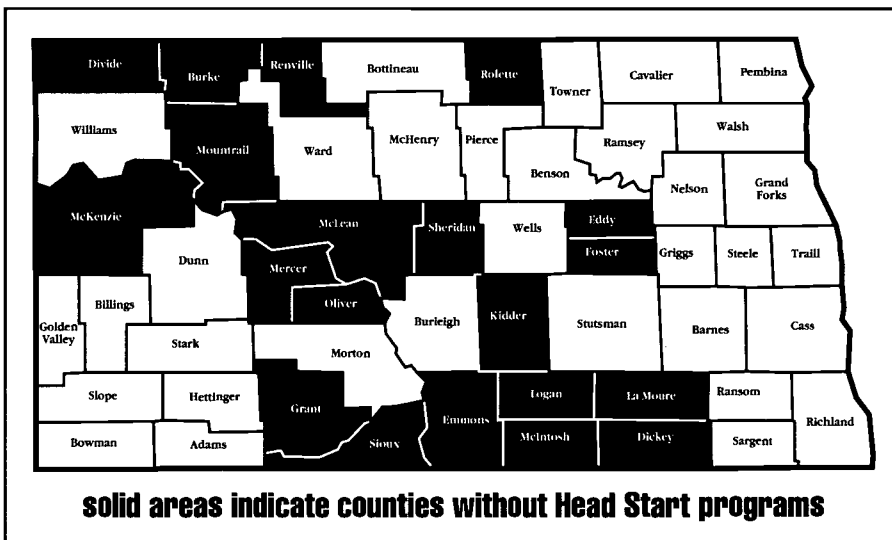 Divide
Burke
Renville
Bottineau
Rolette
Towner
Cavalier
Pembina
Williams
Mountrail
Ward
McHenry
Pierce
Benson
Ramsey
Walsh
Nelson
Grand
Forks
McKenzie
Dunn
McLean
Mercer
Oliver
Sheridan
Wells
Eddy
Foster
Griggs
Steele
Traill
Golden
Valley
Billings
Stark
Morton
Burleigh
Kidder
Stutsman
Barnes
Cass
Slope
Hettinger
Grant
Emmons
Logan
La Moure
Ransom
Richland
Bowman
Adams
Sioux
McIntosh
Dickey
Sargent
solid areas indicate counties without Head Start programs